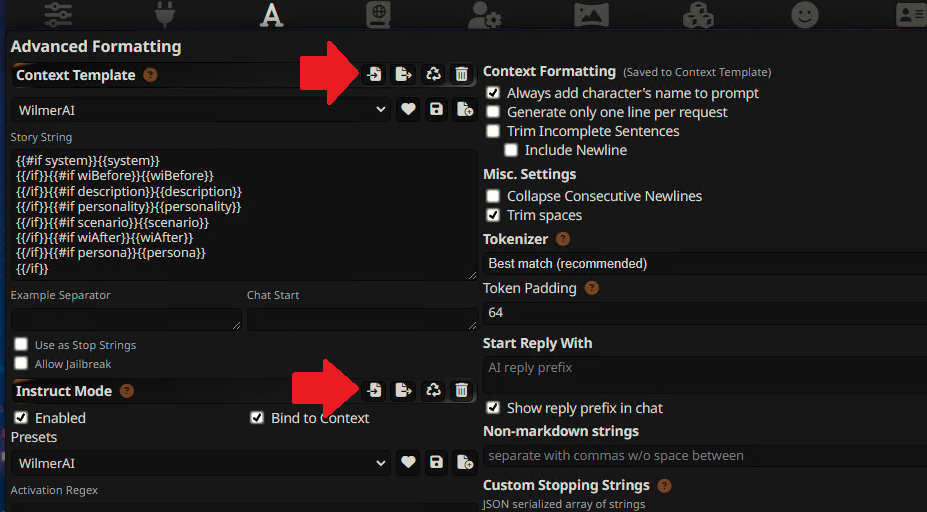 A
Advanced Formatting
Context Template ?
WilmerAI
Story String
{{#if system}}{{system}}
{{/if}}{{#if wiBefore}}{{wiBefore}}
{{/if}}{{#if description}}{{description}}
{{/if}}{{#if personality}}{{personality}}
{{/if}}{{#if scenario}}{{scenario}}
{{/if}}{{#if wiAfter}}{{wiAfter}}
{{/if}}{{#if persona}}{{persona}}
{{/if}}
Example Separator
Chat Start
Use as Stop Strings
Allow Jailbreak
Instruct Mode ?
Enabled
Bind to Context
Presets
WilmerAI
Activation Regex
Context Formatting (Saved to Context Template)
Always add character's name to prompt
Generate only one line per request
Trim Incomplete Sentences
Include Newline
Misc. Settings
Collapse Consecutive Newlines
Trim spaces
Tokenizer ?
Best match (recommended)
Token Padding ?
64
Start Reply With
AI reply prefix
Show reply prefix in chat
Non-markdown strings
separate with commas w/o space between
Custom Stopping Strings ?
JSON serialized array of strings